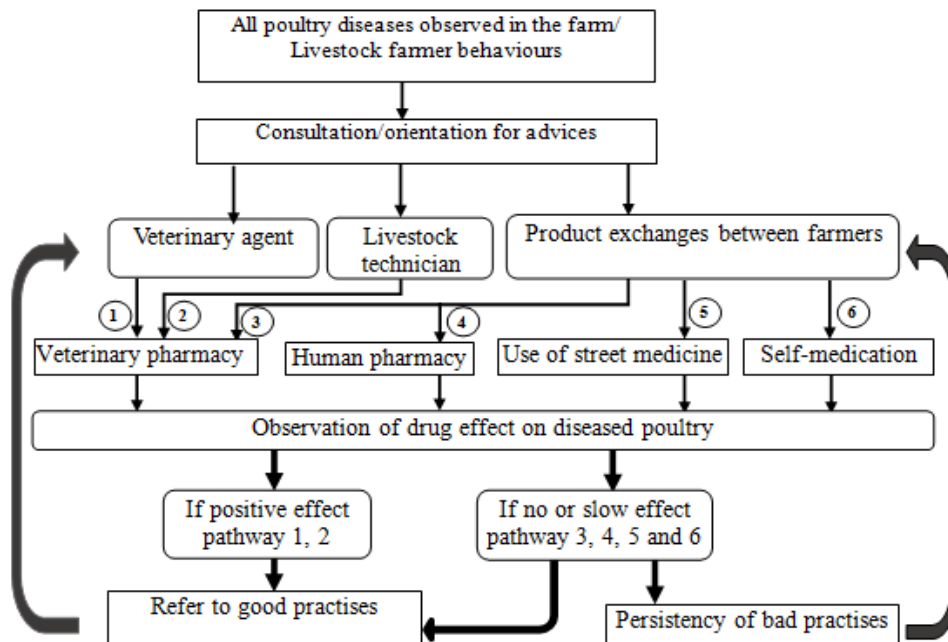 All poultry diseases observed in the farm/
Livestock farmer behaviours
Consultation/orientation for advices
Veterinary agent
Livestock
technician
Product exchanges between farmers
1
2
3
4
5
6
Veterinary pharmacy
Human pharmacy
Use of street medicine
Self-medication
Observation of drug effect on diseased poultry
If positive effect
pathway 1, 2
If no or slow effect
pathway 3, 4, 5 and 6
Refer to good practises
Persistency of bad practises